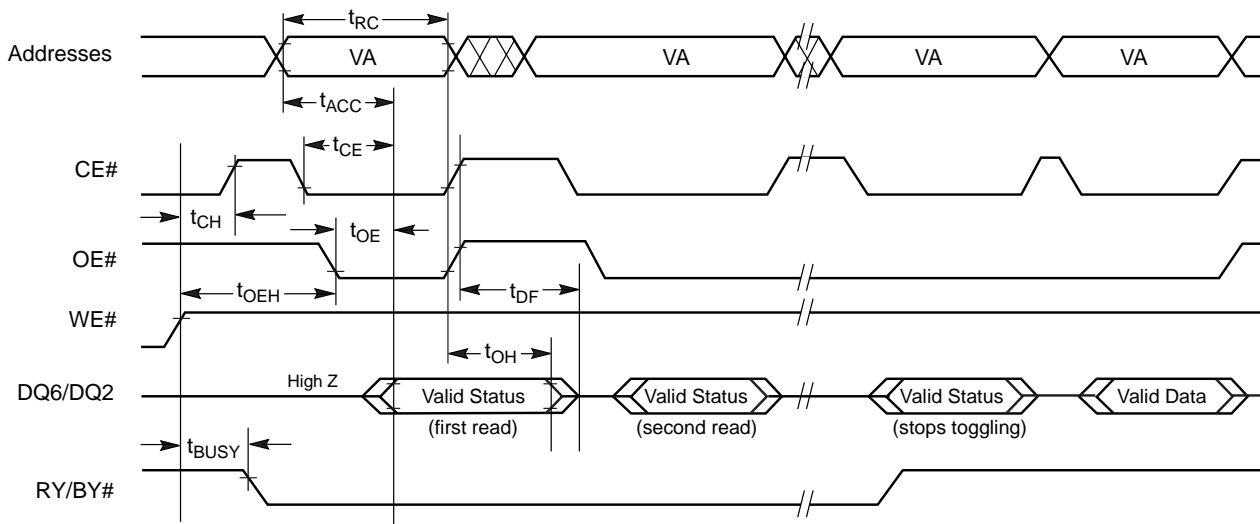 tRC
Addresses VA VA VA VA
tACC
tCE
CE#
tCH
tOE
OE#
tOEH tDF
WE#
tOH
High Z
DQ6/DQ2 Valid Status Valid Status Valid Status Valid Data
(first read) (second read) (stops toggling)
tBUSY
RY/BY#